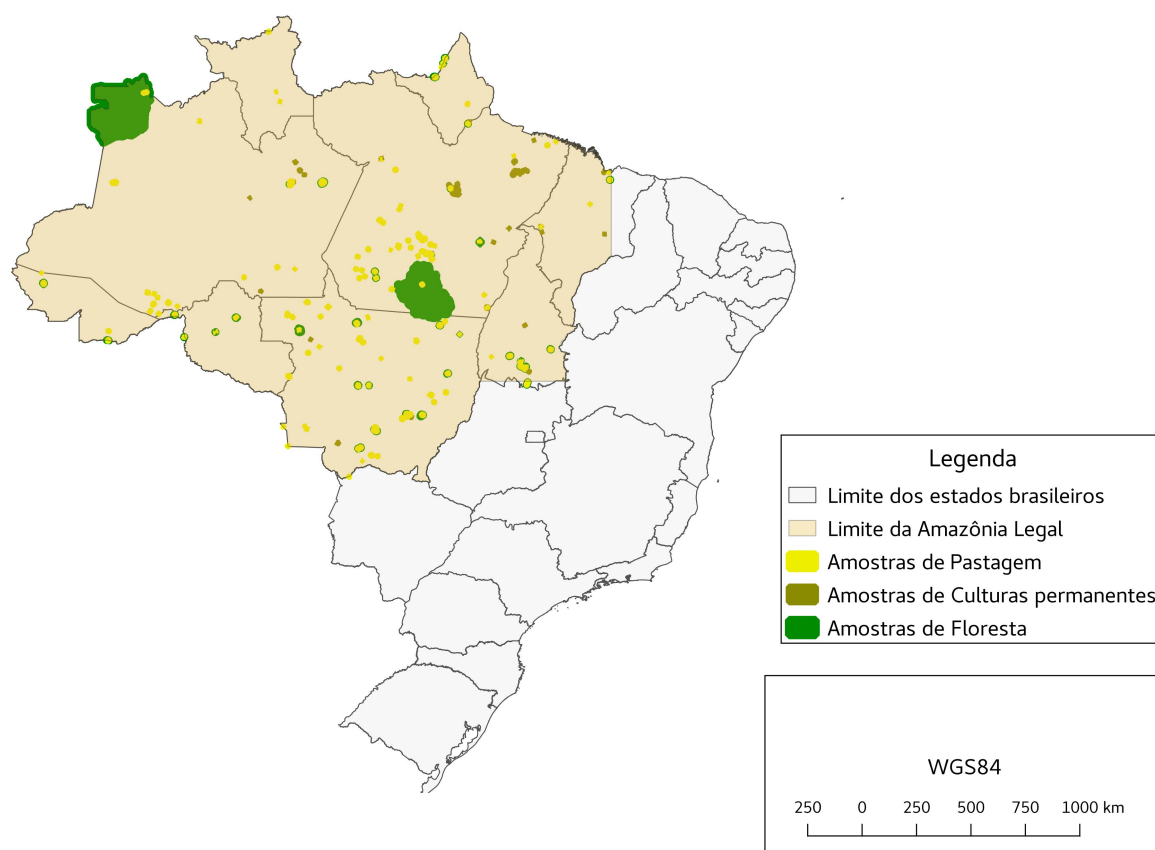 Legenda
Limite dos estados brasileiros
Limite da Amazônia Legal
Amostras de Pastagem
Amostras de Culturas permanentes
Amostras de Floresta
WGS84
250 0 250 500 750 1000 km